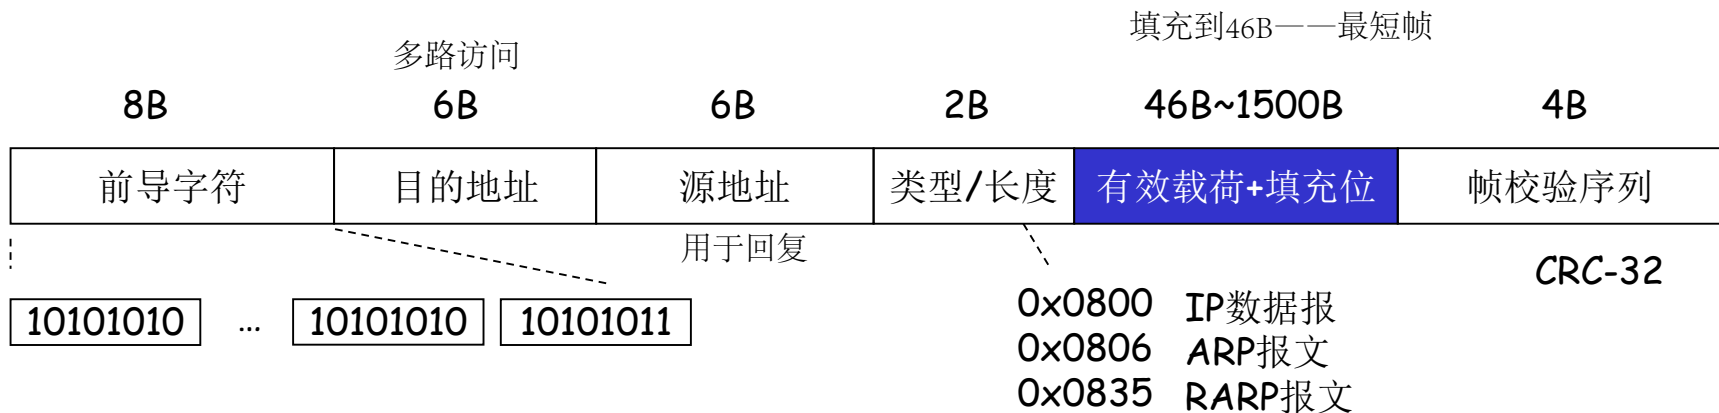 填充到46B——最短帧
多路访问
8B 6B 6B 2B 46B~1500B 4B
前导字符 目的地址 源地址 类型/长度 有效载荷+填充位 帧校验序列
用于回复
CRC-32
10101010 ... 10101010 10101011
0x0800 IP数据报
0x0806 ARP报文
0x0835 RARP报文